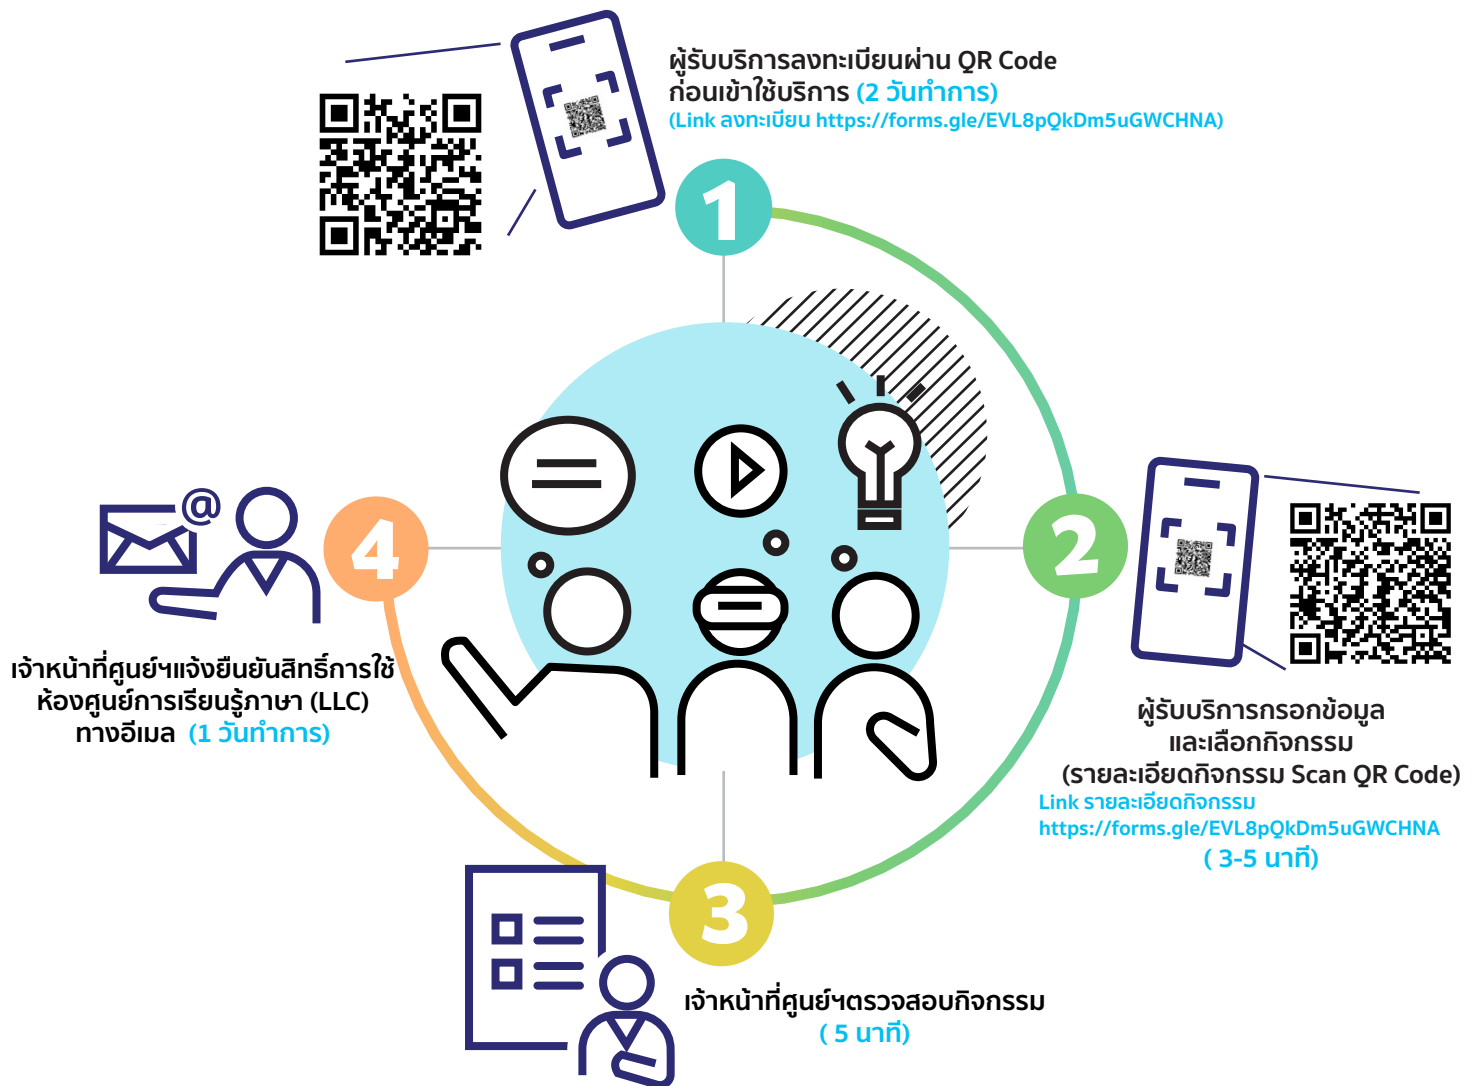 ผู้รับบริการลงทะเบียนผ่าน QR Code
ก่อนเข้าใช้บริการ (2 วันทำการ)
(Link ลงทะเบียน https://forms.gle/EVL8pQkDm5uGWCHNA)
1
2
ผู้รับบริการกรอกข้อมูล
และเลือกกิจกรรม
(รายละเอียดกิจกรรม Scan QR Code)
Link รายละเอียดกิจกรรม
https://forms.gle/EVL8pQkDm5uGWCHNA
( 3-5 นาที)
3
เจ้าหน้าที่ศูนย์ฯตรวจสอบกิจกรรม
( 5 นาที)
4
@
เจ้าหน้าที่ศูนย์ฯแจ้งยืนยันสิทธิ์การใช้
ห้องศูนย์การเรียนรู้ภาษา (LLC)
ทางอีเมล (1 วันทำการ)